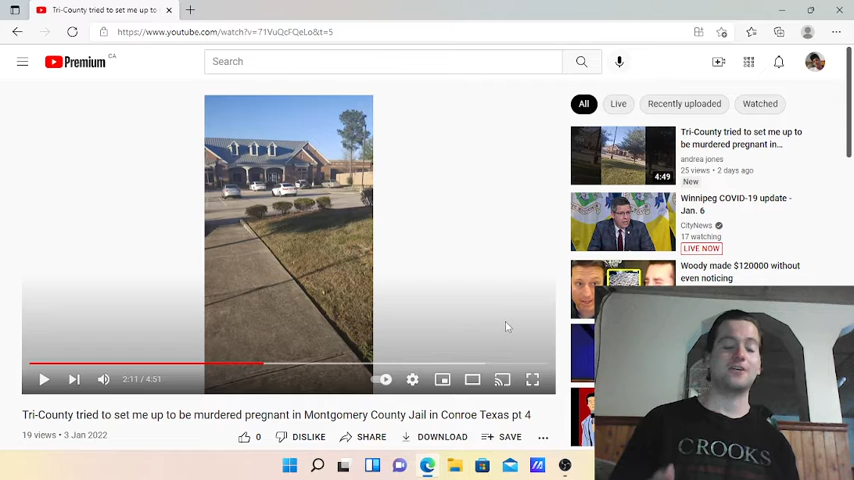 Tri-County tried to set me up to
https://www.youtube.com/watch?v=71VuQcFQeLo&t=5
Premium CA
Search
All
Live
Recently uploaded
Watched
Tri-County tried to set me up to
be murdered pregnant in...
andrea jones
25 views • 2 days ago
New
4:49
Winnipeg COVID-19 update -
Jan. 6
CityNews
17 watching
LIVE NOW
Woody made $120000 without
even noticing
2:11 / 4:51
Tri-County tried to set me up to be murdered pregnant in Montgomery County Jail in Conroe Texas pt 4
19 views • 3 Jan 2022
0
DISLIKE
SHARE
DOWNLOAD
SAVE
CROOKS